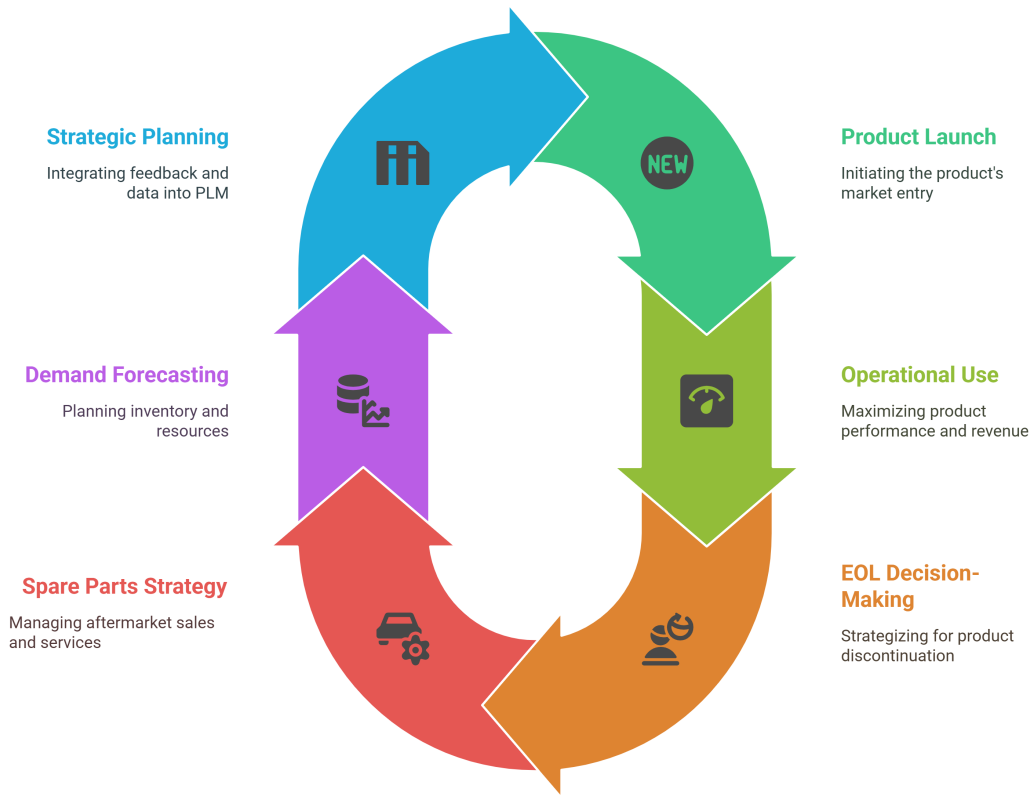 Strategic Planning
Integrating feedback and
data into PLM
Product Launch
Initiating the product's
market entry
NEW
Demand Forecasting
Planning inventory and
resources
Operational Use
Maximizing product
performance and revenue
Spare Parts Strategy
Managing aftermarket sales
and services
EOL Decision-
Making
Strategizing for product
discontinuation